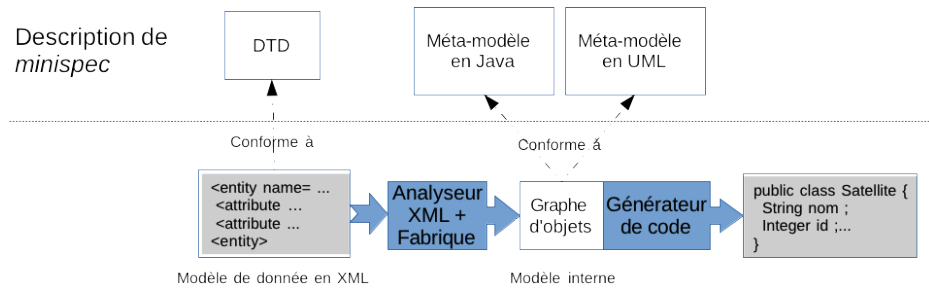 Description de
minispec
DTD
Méta-modèle
en Java
Méta-modèle
en UML
Conforme à
Conforme á
<entity name= ...
<attribute ...
<attribute ...
<entity>
Analyseur
XML +
Fabrique
Graphe
d'objets
Générateur
de code
public class Satellite {
String nom ;
Integer id ;...
}
Modèle de donnée en XML
Modèle interne